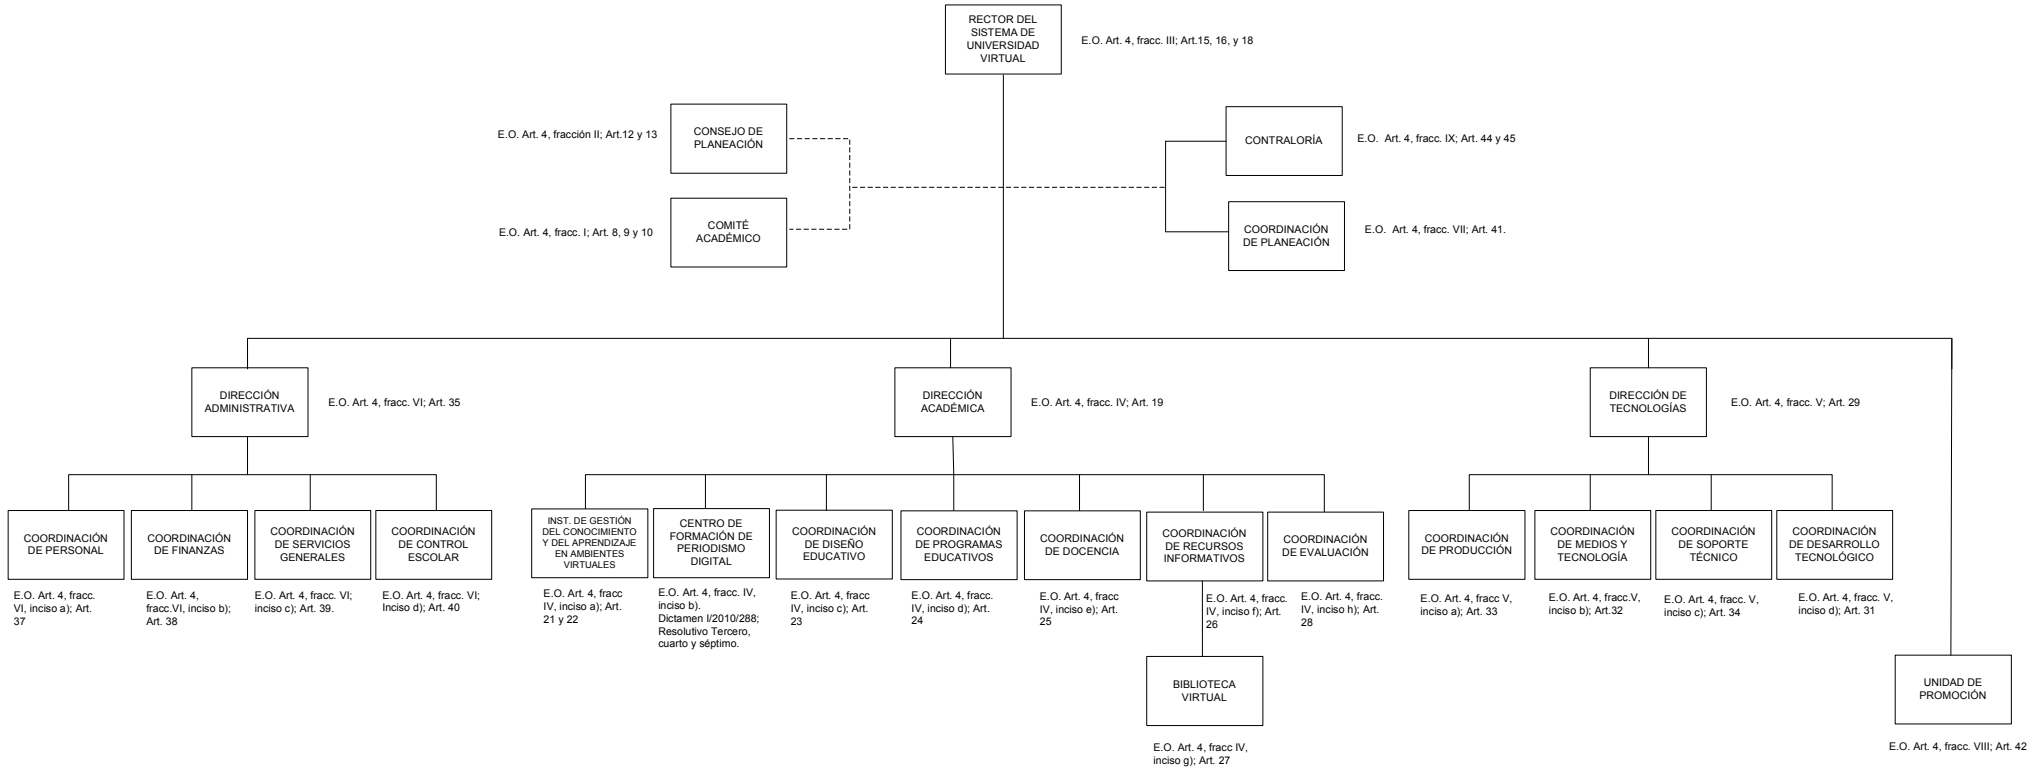 RECTOR DEL
SISTEMA DE
UNIVERSIDAD
VIRTUAL
E.O. Art. 4, fracc. III; Art.15, 16, y 18
E.O. Art. 4, fracción II; Art.12 y 13
CONSEJO DE
PLANEACIÓN
CONTRALORÍA
E.O. Art. 4, fracc. IX; Art. 44 y 45
E.O. Art. 4, fracc. I; Art. 8, 9 y 10
COMITÉ
ACADÉMICO
COORDINACIÓN
DE PLANEACIÓN
E.O. Art. 4, fracc. VII; Art. 41.
DIRECCIÓN
ADMINISTRATIVA
E.O. Art. 4, fracc. VI; Art. 35
DIRECCIÓN
ACADÉMICA
E.O. Art. 4, fracc. IV; Art. 19
DIRECCIÓN DE
TECNOLOGÍAS
E.O. Art. 4, fracc. V; Art. 29
COORDINACIÓN
DE PERSONAL
E.O. Art. 4, fracc.
VI, inciso a); Art.
37
COORDINACIÓN
DE FINANZAS
E.O. Art. 4,
fracc.VI, inciso b);
Art. 38
COORDINACIÓN
DE SERVICIOS
GENERALES
E.O. Art. 4, fracc. VI;
inciso c); Art. 39.
COORDINACIÓN
DE CONTROL
ESCOLAR
E.O. Art. 4, fracc. VI;
Inciso d); Art. 40
INST. DE GESTIÓN
DEL CONOCIMIENTO
Y DEL APRENDIZAJE
EN AMBIENTES
VIRTUALES
E.O. Art. 4, fracc
IV, inciso a); Art.
21 y 22
CENTRO DE
FORMACIÓN DE
PERIODISMO
DIGITAL
E.O. Art. 4, fracc. IV,
inciso b).
Dictamen I/2010/288;
Resolutivo Tercero,
cuarto y séptimo.
COORDINACIÓN
DE DISEÑO
EDUCATIVO
E.O. Art. 4, fracc
IV, inciso c); Art.
23
COORDINACIÓN
DE PROGRAMAS
EDUCATIVOS
E.O. Art. 4, fracc.
IV, inciso d); Art.
24
COORDINACIÓN
DE DOCENCIA
E.O. Art. 4, fracc
IV, inciso e); Art.
25
COORDINACIÓN
DE RECURSOS
INFORMATIVOS
E.O. Art. 4, fracc.
IV, inciso f); Art.
26
COORDINACIÓN
DE EVALUACIÓN
E.O. Art. 4, fracc.
IV, inciso h); Art.
28
COORDINACIÓN
DE PRODUCCIÓN
E.O. Art. 4, fracc V,
inciso a); Art. 33
COORDINACIÓN
DE MEDIOS Y
TECNOLOGÍA
E.O. Art. 4, fracc.V,
inciso b); Art.32
COORDINACIÓN
DE SOPORTE
TÉCNICO
E.O. Art. 4, fracc. V,
inciso c); Art. 34
COORDINACIÓN
DE DESARROLLO
TECNOLÓGICO
E.O. Art. 4, fracc. V,
inciso d); Art. 31
BIBLIOTECA
VIRTUAL
E.O. Art. 4, fracc IV,
inciso g); Art. 27
UNIDAD DE
PROMOCIÓN
E.O. Art. 4, fracc. VIII; Art. 42